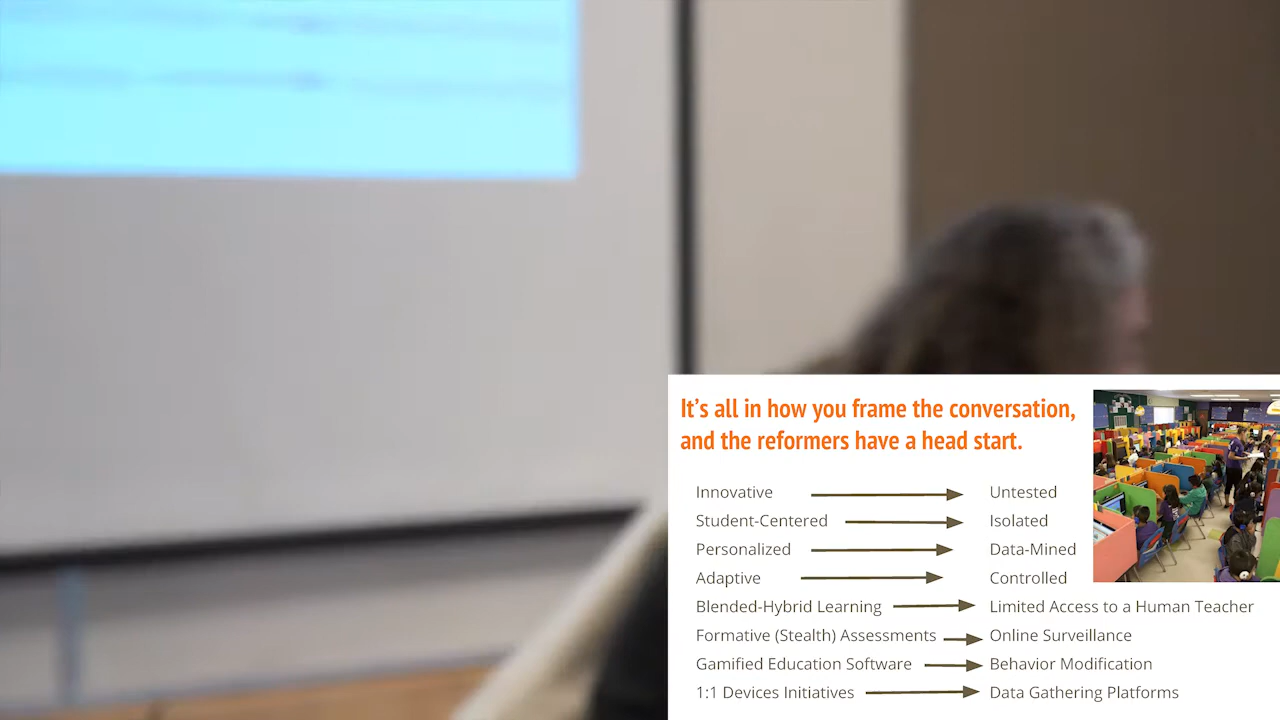 It's all in how you frame the conversation,
and the reformers have a head start.
Innovative Untested
Student-Centered Isolated
Personalized Data-Mined
Adaptive Controlled
Blended-Hybrid Learning Limited Access to a Human Teacher
Formative (Stealth) Assessments Online Surveillance
Gamified Education Software Behavior Modification
1:1 Devices Initiatives Data Gathering Platforms